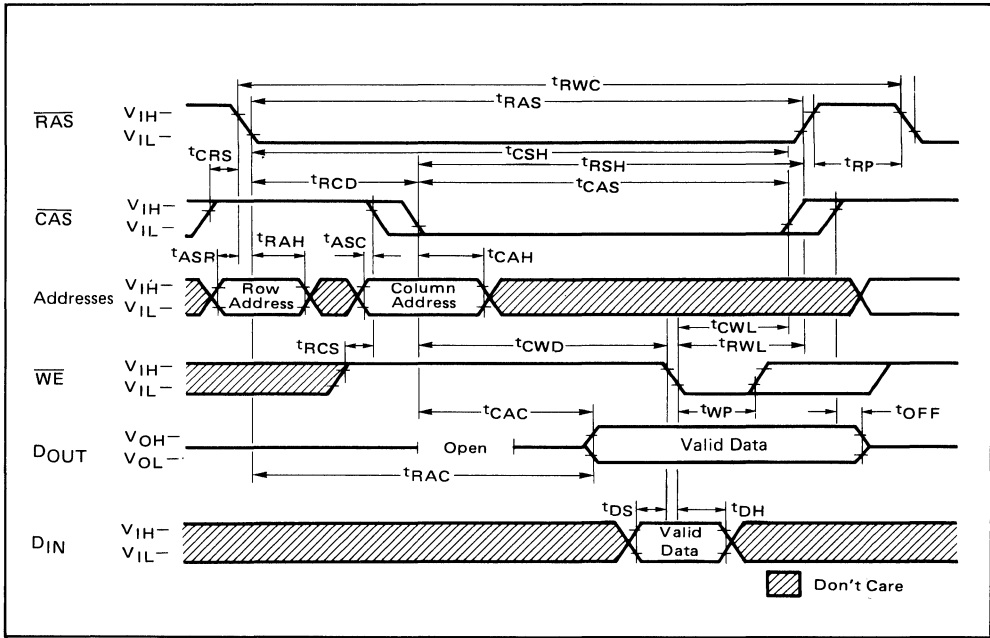 tRWC
tRAS
RAS VIH–
VIL–
tCSH
tCRS tRSH tRP
tRCD tCAS
CAS VIH–
VIL–
tASR tRAH tASC tCAH
Addresses VIH–
VIL–
Row Address
Column Address
tCWL
tRCS tCWD tRWL
WE VIH–
VIL–
tCAC tWP tOFF
DOUT VOH–
VOL–
Open
Valid Data
tRAC
tDS tDH
DIN VIH–
VIL–
Valid Data
Don't Care